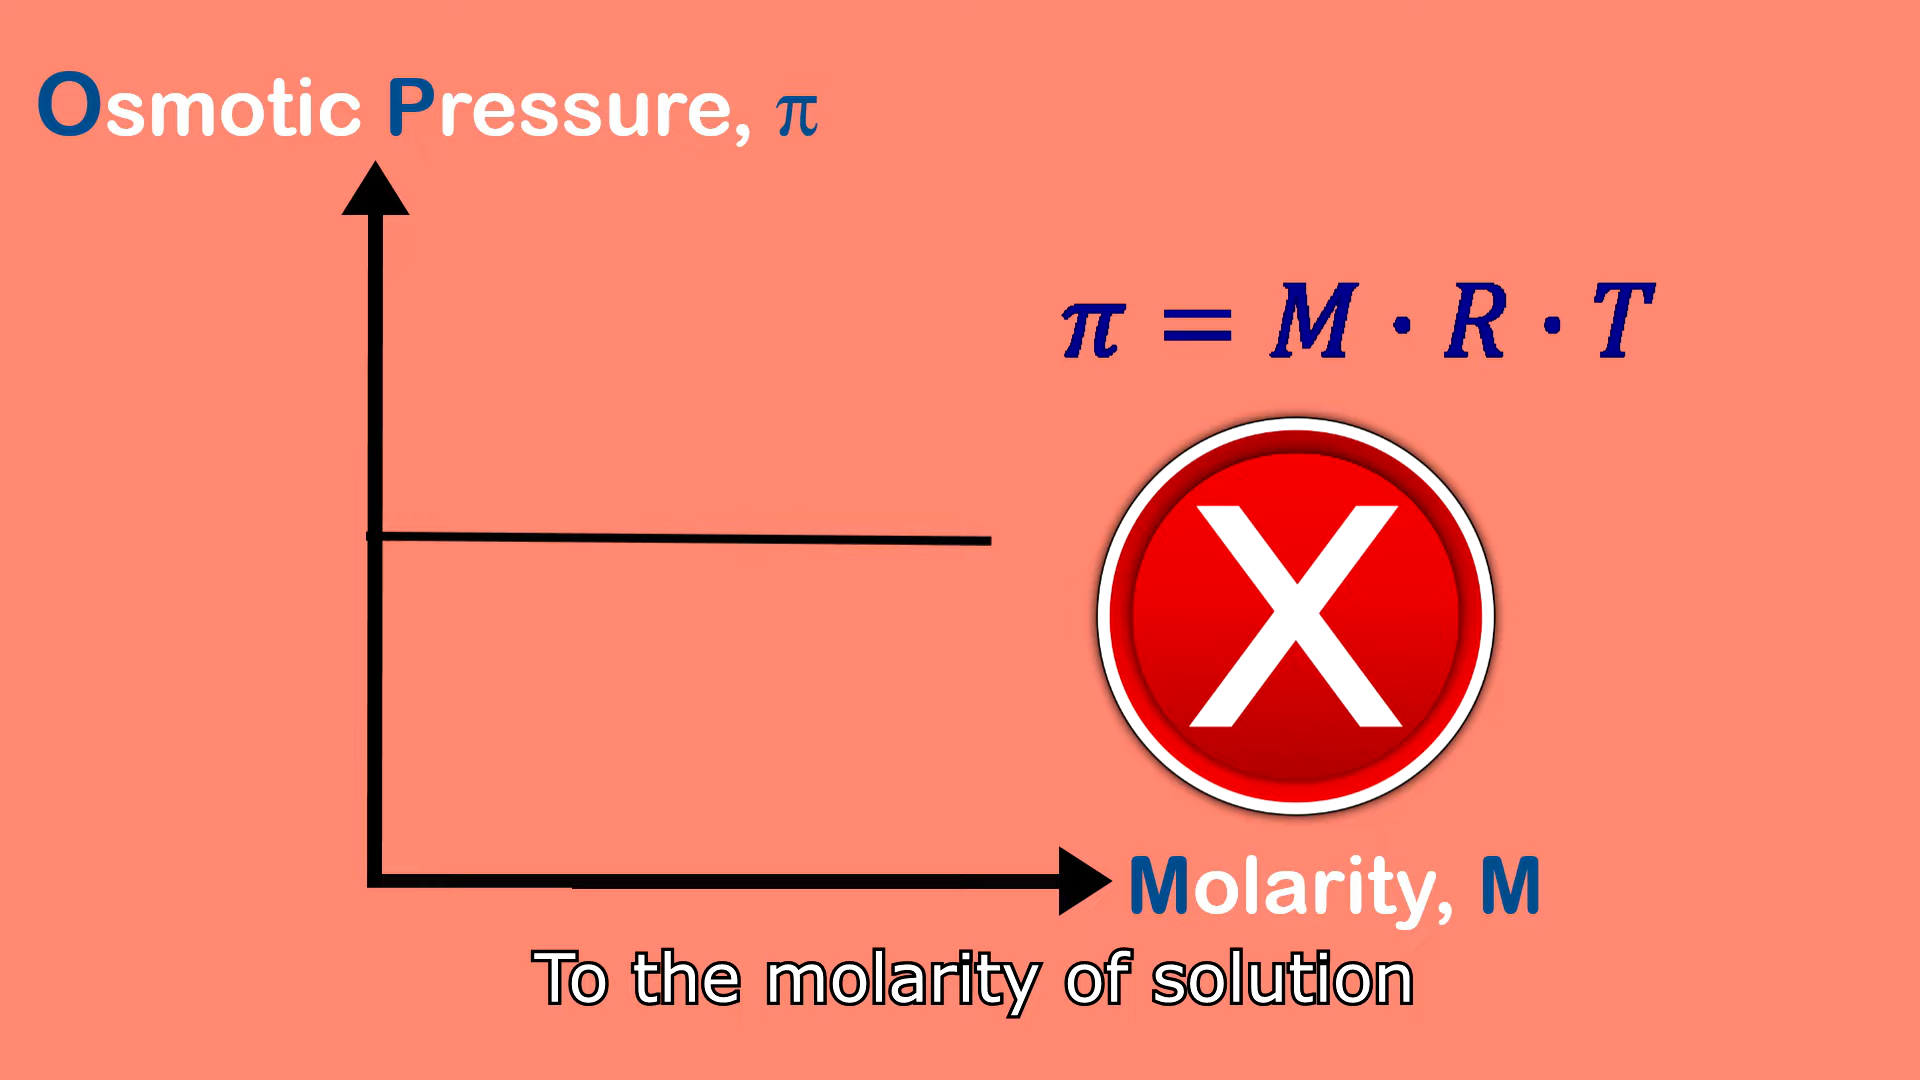 Osmotic Pressure, π
π = M · R · T
X
Molarity, M
To the molarity of solution